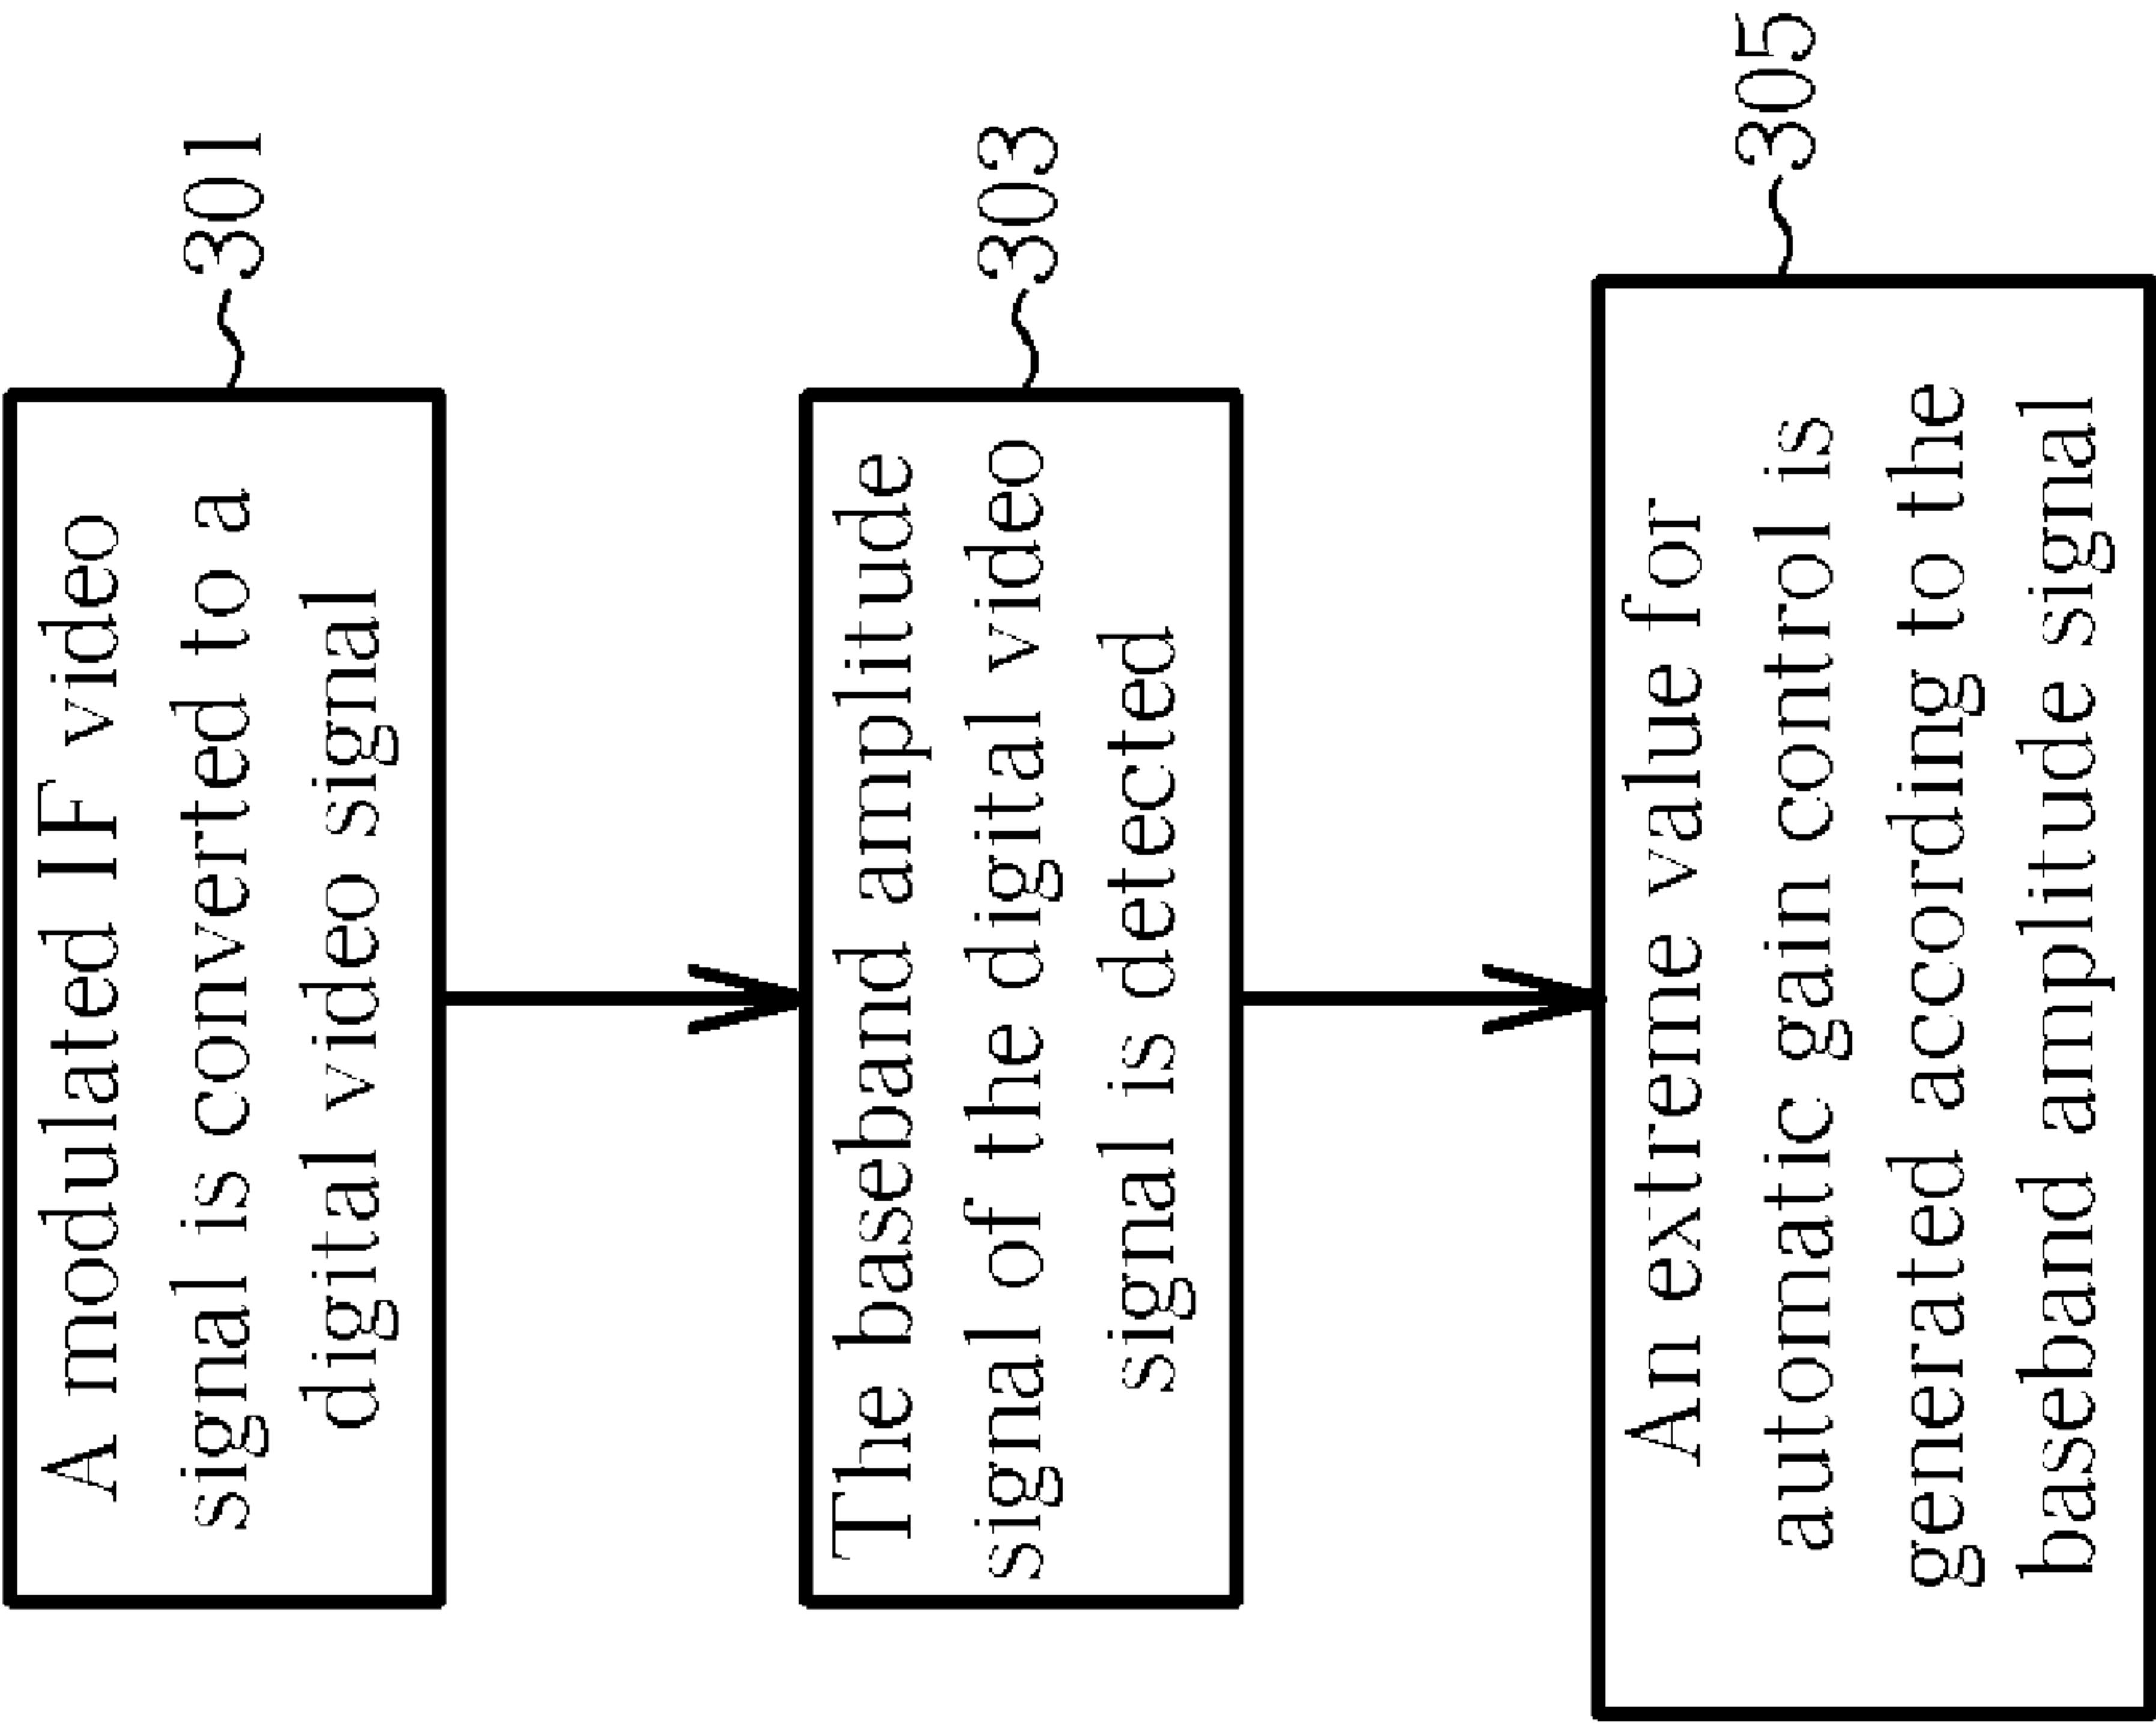 A modulated IF video
signal is converted to a
digital video signal
301
The baseband amplitude
signal of the digital video
signal is detected
303
An extreme value for
automatic gain control is
generated according to the
baseband amplitude signal
305